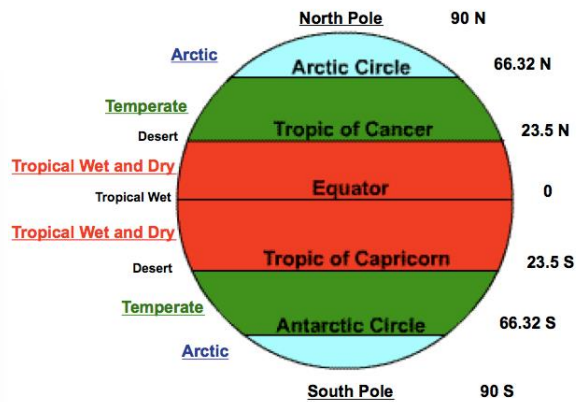 North Pole 90 N
Arctic
Arctic Circle 66.32 N
Temperate
Desert Tropic of Cancer 23.5 N
Tropical Wet and Dry
Tropical Wet Equator 0
Tropical Wet and Dry
Desert Tropic of Capricorn 23.5 S
Temperate
Antarctic Circle 66.32 S
Arctic
South Pole 90 S